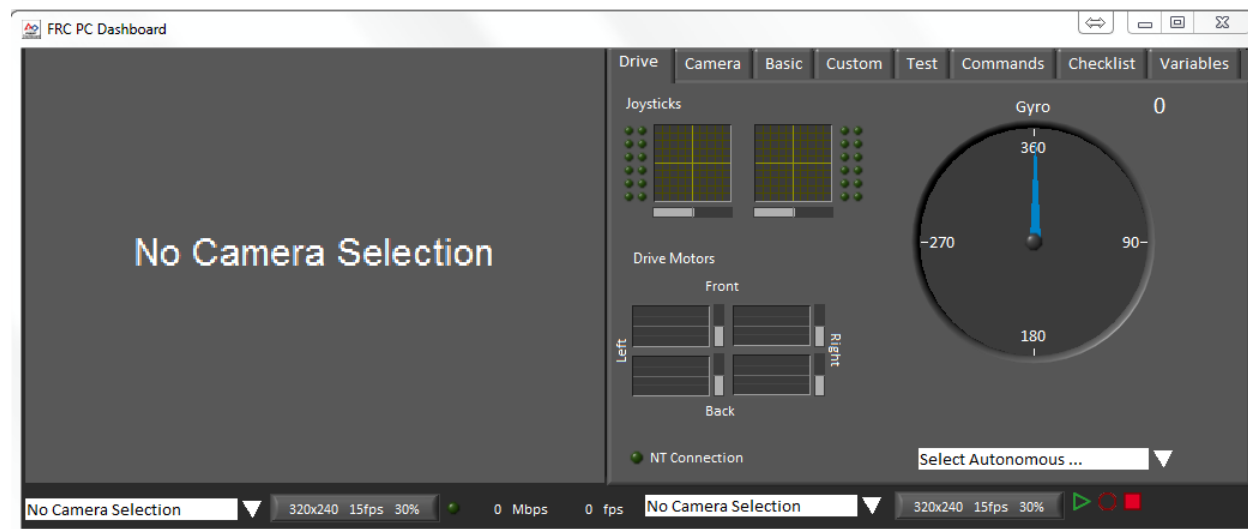 FRC PC Dashboard
No Camera Selection
Drive Camera Basic Custom Test Commands Checklist Variables
Joysticks
Gyro 0
360
270 90
180
Drive Motors
Front
Left
Right
Back
NT Connection
Select Autonomous ...
No Camera Selection 320x240 15fps 30% 0 Mbps 0 fps No Camera Selection 320x240 15fps 30%